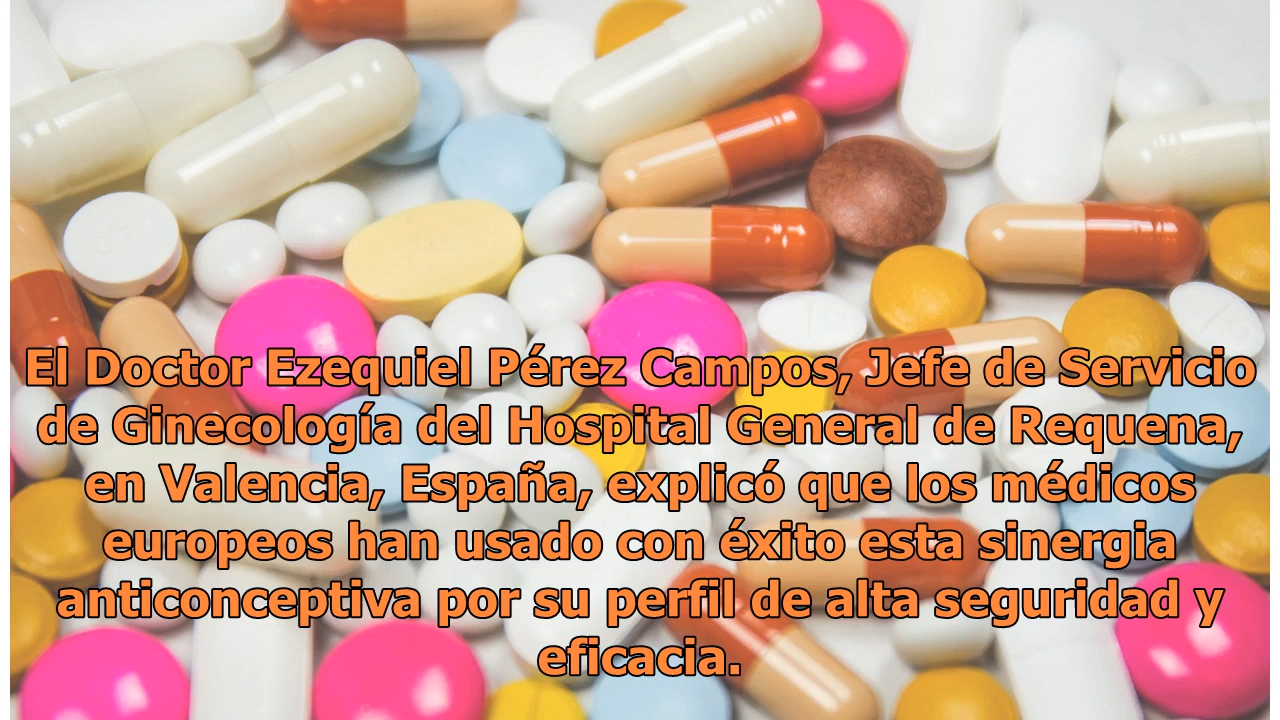 El Doctor Ezequiel Pérez Campos, Jefe de Servicio
de Ginecología del Hospital General de Requena,
en Valencia, España, explicó que los médicos
europeos han usado con éxito esta sinergia
anticonceptiva por su perfil de alta seguridad y
eficacia.